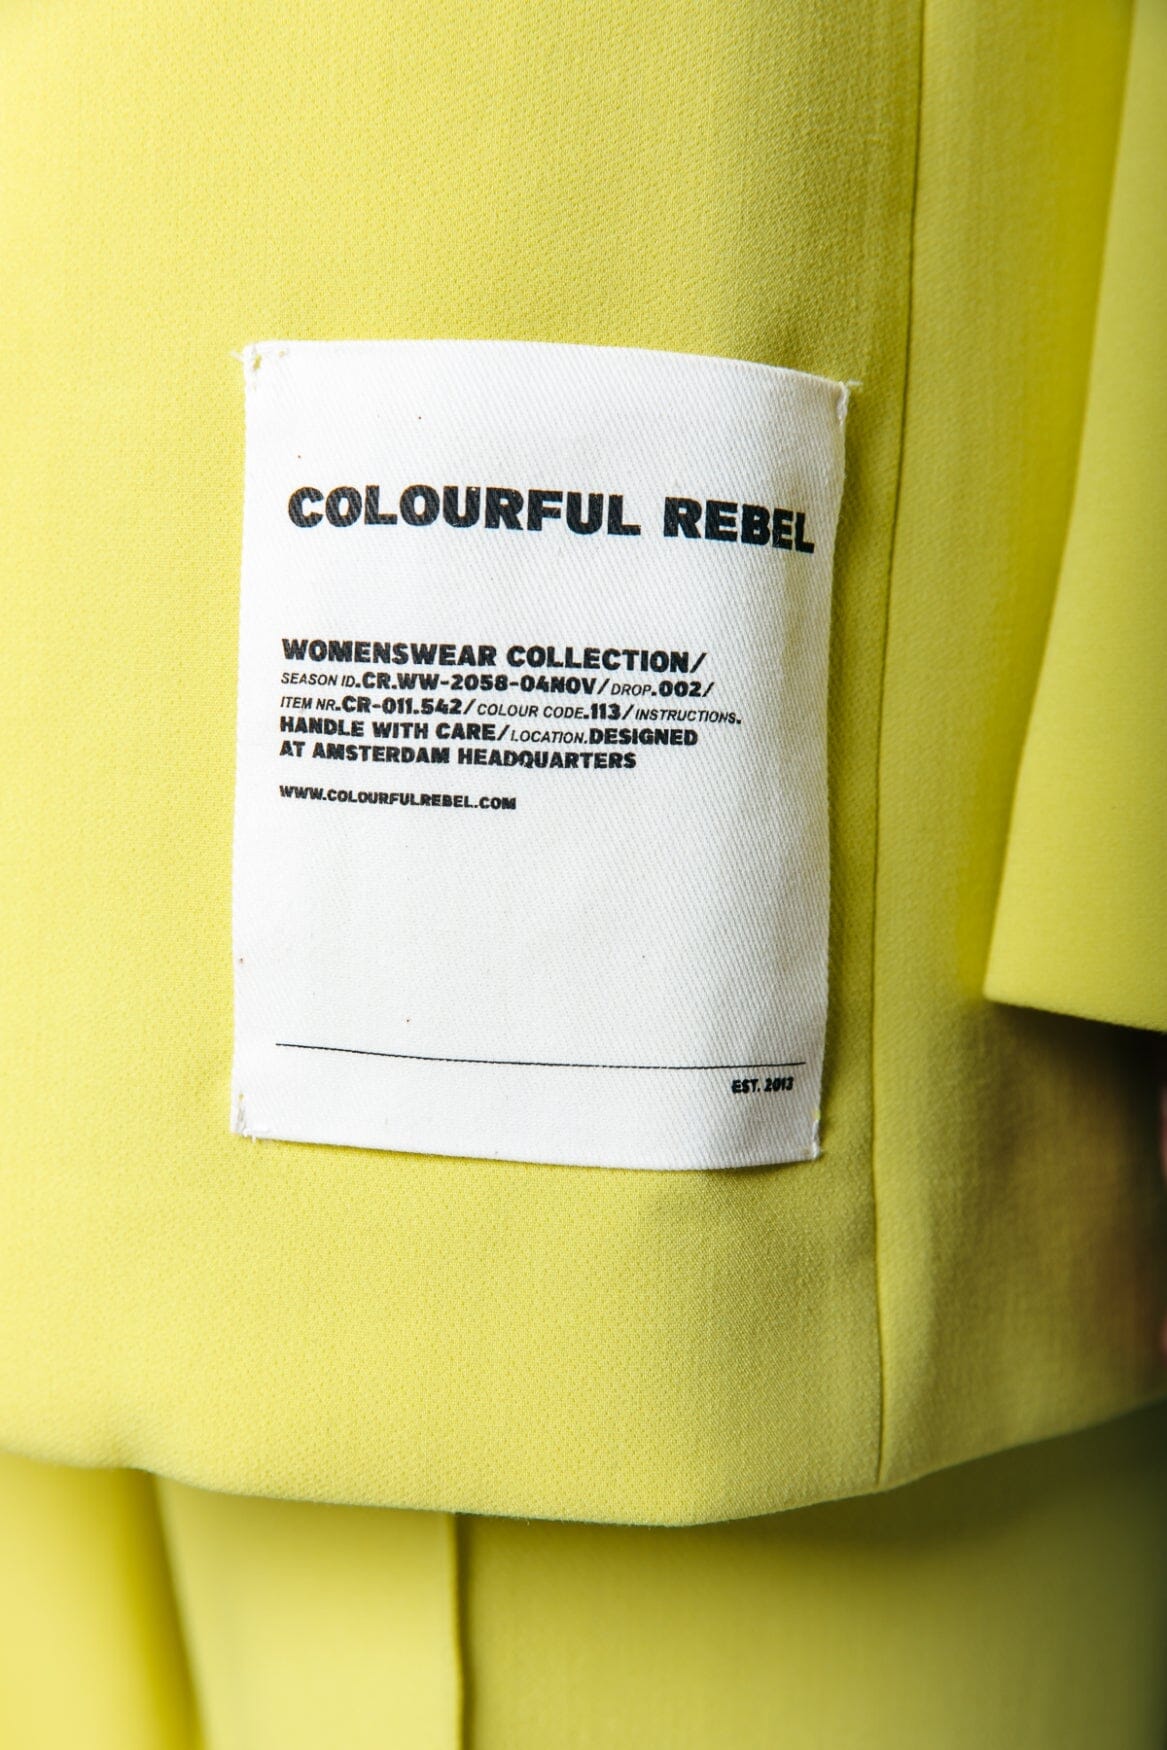 COLOURFUL REBEL
WOMENSWEAR COLLECTION/
SEASON ID.CR.WW-2058-04NOV/DROP.002/
ITEM NR.CR-011.542/COLOUR CODE.113/INSTRUCTIONS.
HANDLE WITH CARE/LOCATION.DESIGNED
AT AMSTERDAM HEADQUARTERS
WWW.COLOURFULREBEL.COM
EST. 2013